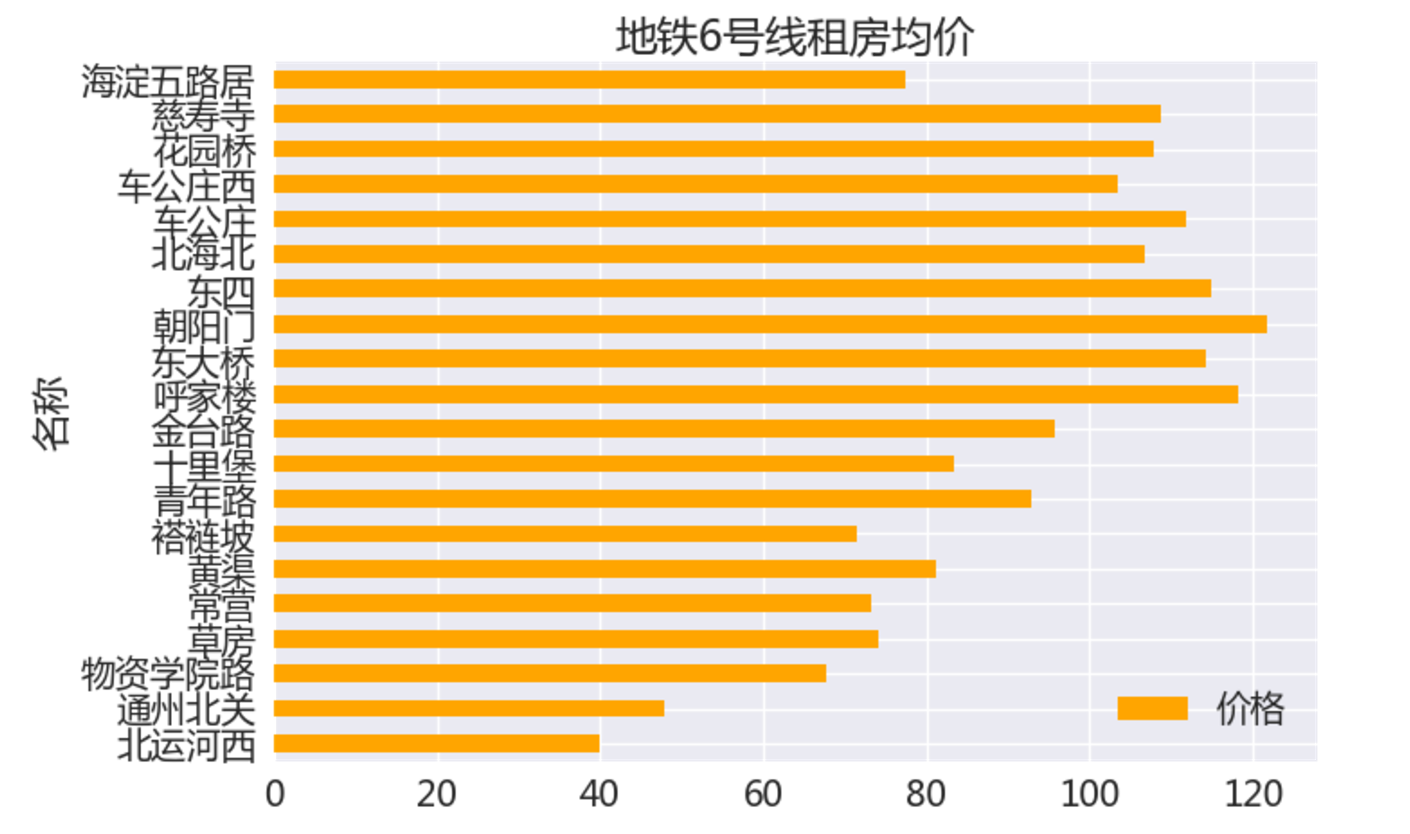 地铁6号线租房均价
海淀五路居
慈寿寺
花园桥
车公庄西
车公庄
北海北
东四
朝阳门
东大桥
呼家楼
金台路
十里堡
青年路
褡裢坡
黄渠
常营
草房
物资学院路
通州北关
北运河西
名称
价格
0 20 40 60 80 100 120